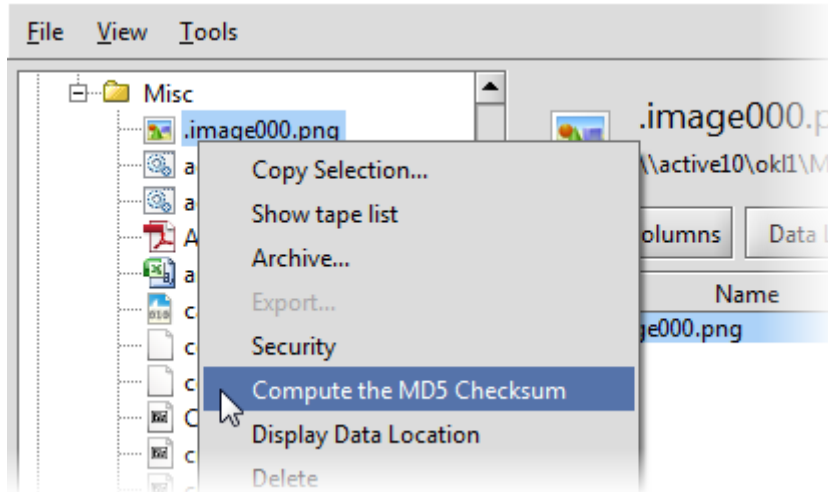 File View Tools
Misc
.image000.png
.image000.p
\\active10\okl1\M
Copy Selection...
Show tape list
Archive...
Export...
Security
Compute the MD5 Checksum
Display Data Location
Delete
olumns
Data
Name
ge000.png